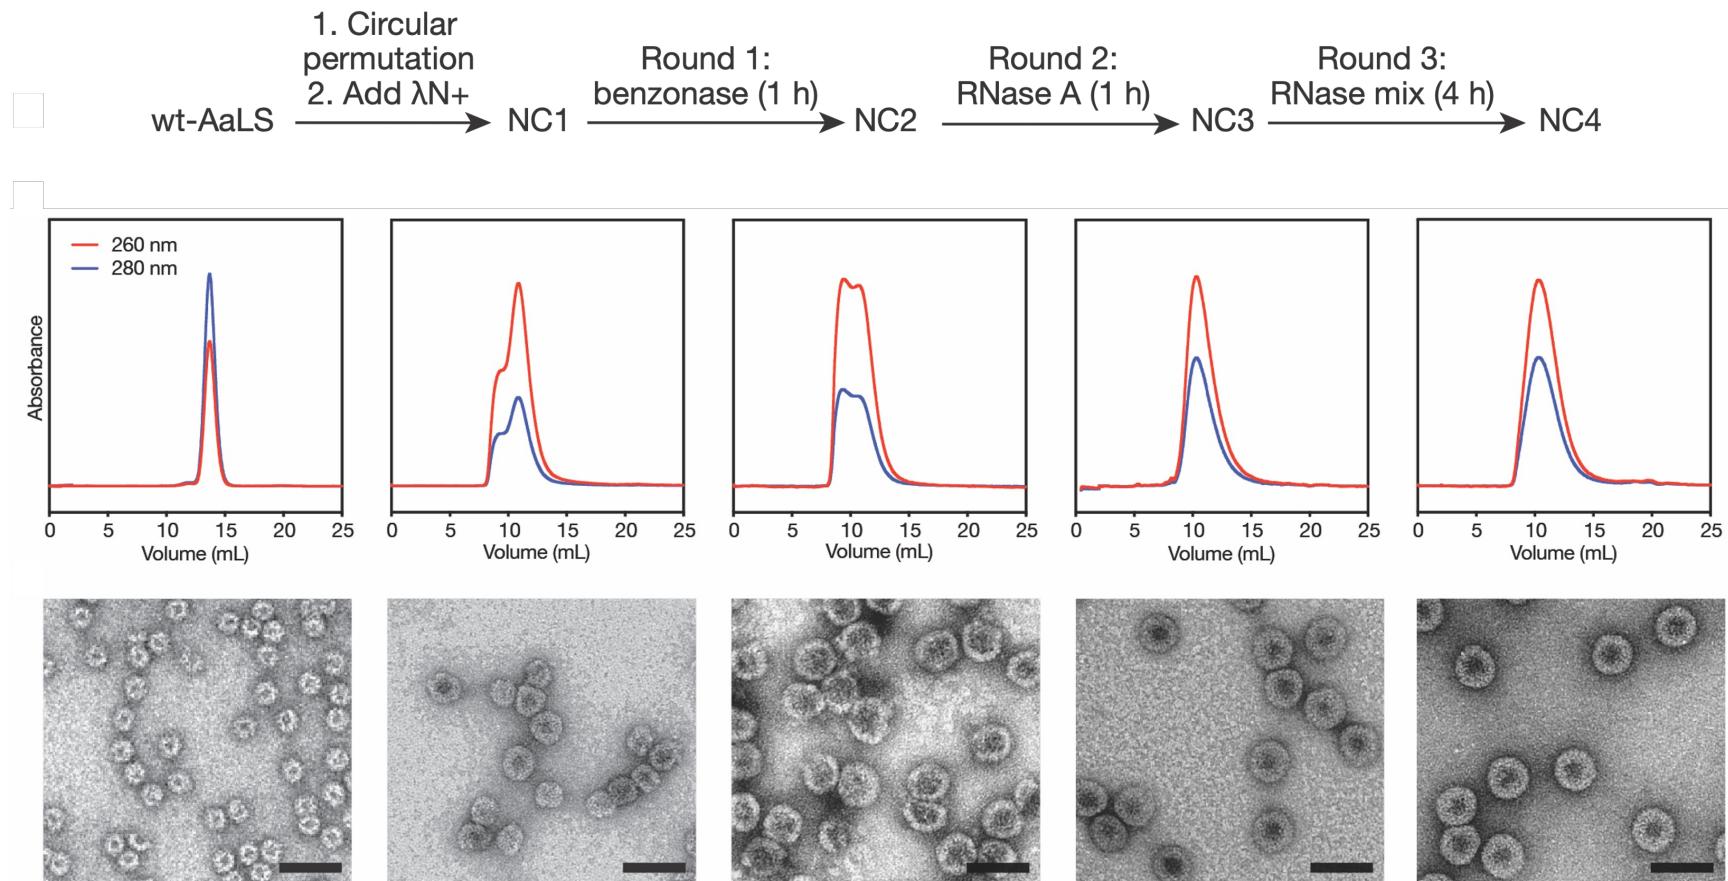 1. Circular
permutation
2. Add λN+
Round 1:
benzonase (1 h)
Round 2:
RNase A (1 h)
Round 3:
RNase mix (4 h)
wt-AaLS
NC1
NC2
NC3
NC4
260 nm
280 nm
Absorbance
0 5 10 15 20 25
Volume (mL)
0 5 10 15 20 25
Volume (mL)
0 5 10 15 20 25
Volume (mL)
0 5 10 15 20 25
Volume (mL)
0 5 10 15 20 25
Volume (mL)